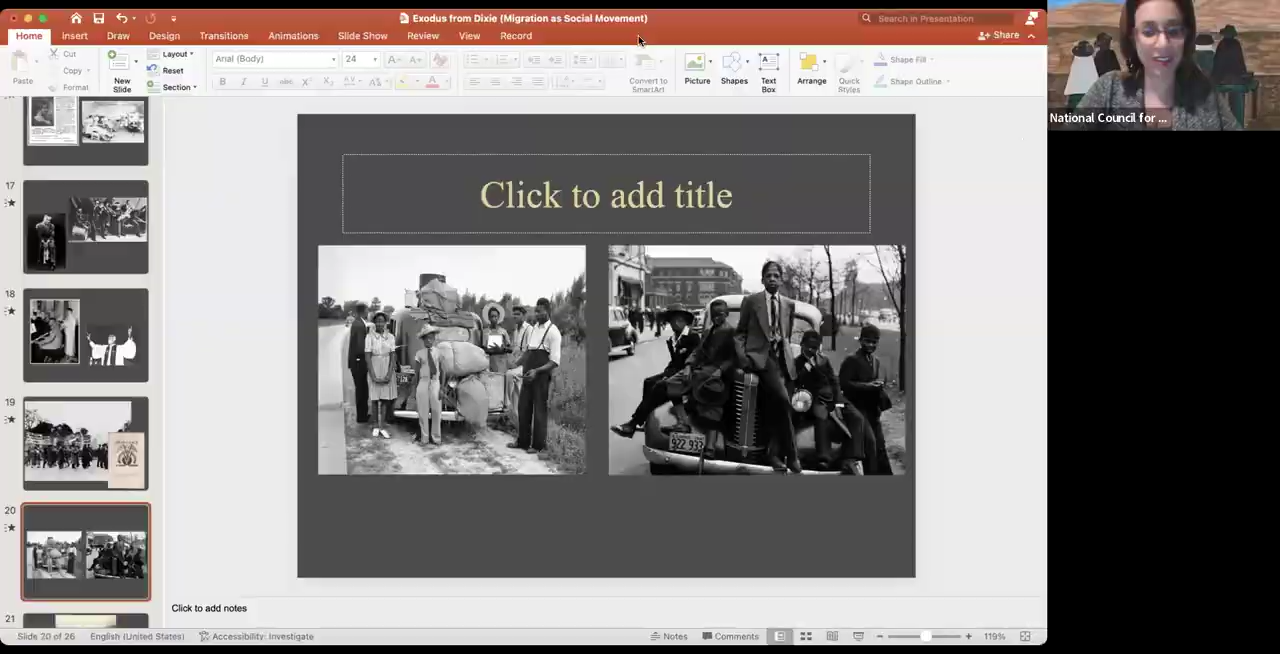 Exodus from Dixie (Migration as Social Movement)
Search in Presentation
Home Insert Draw Design Transitions Animations Slide Show Review View Record
Share
Paste
Cut
Copy
Format
New
Slide
Layout
Reset
Section
Arial (Body)
24
Convert to
SmartArt
Picture
Shapes
Text
Box
Arrange
Quick
Styles
Shape Fill
Shape Outline
National Council for ...
17
18
19
20
21
Click to add title
922 933
Click to add notes
Slide 20 of 26
English (United States)
Accessibility: Investigate
Notes
Comments
119%